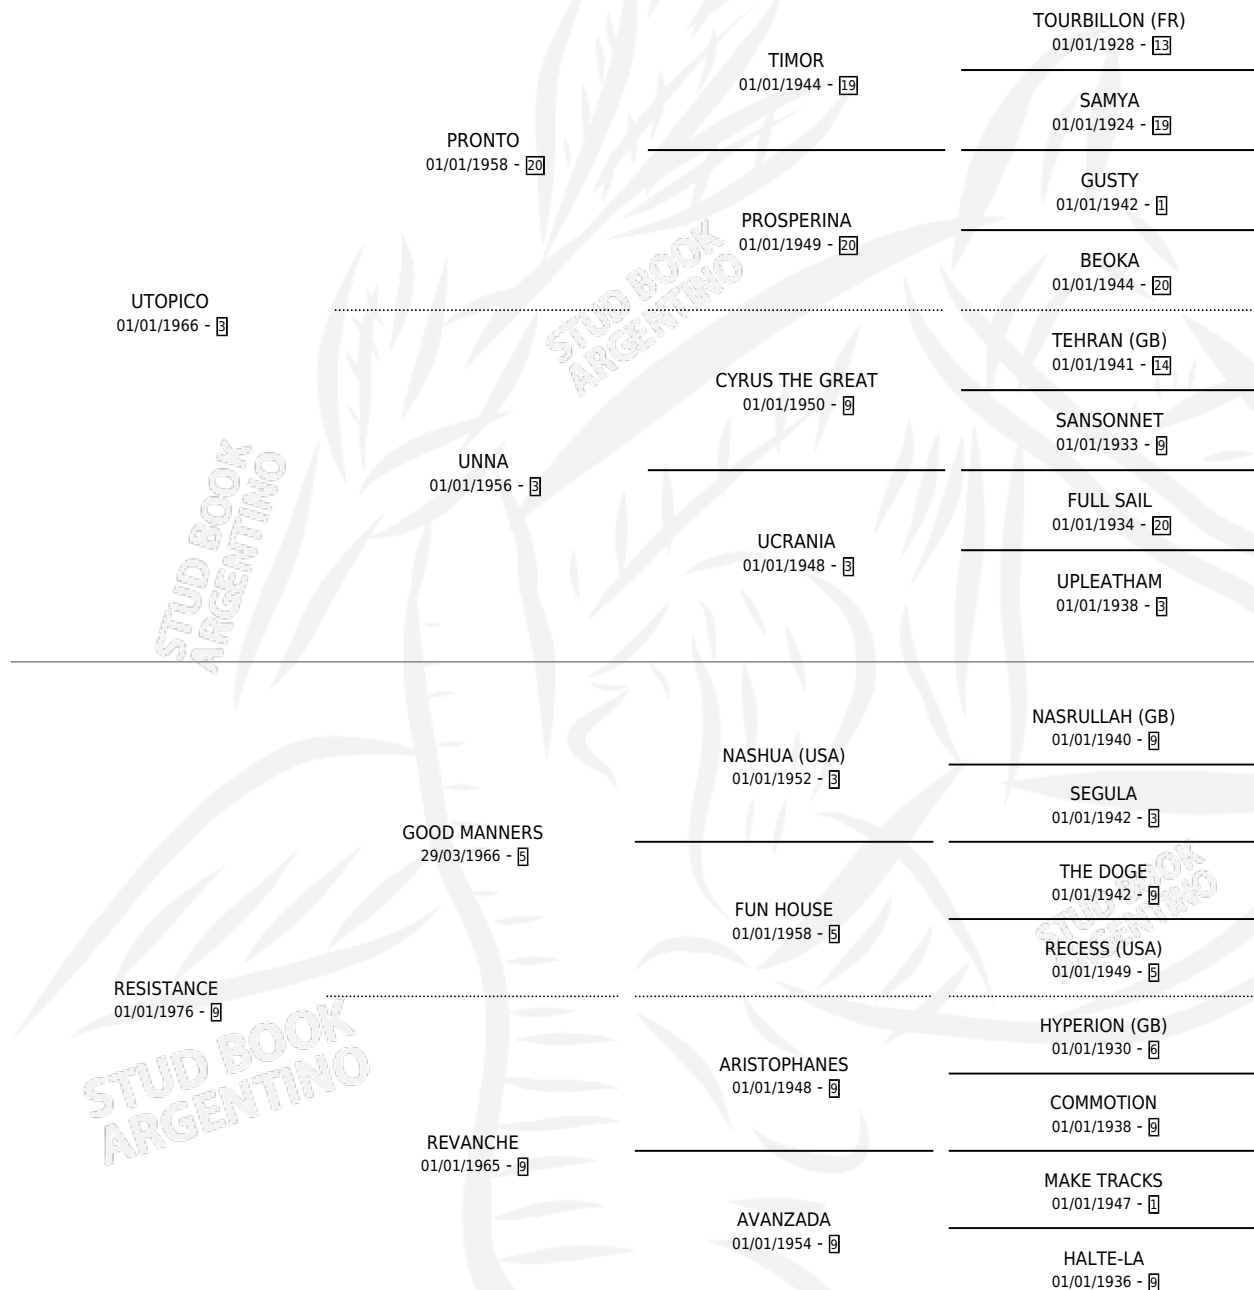 TOURBILLON (FR)
01/01/1928 - 13
TIMOR
01/01/1944 - 19
SAMYA
01/01/1924 - 19
PRONTO
01/01/1958 - 20
GUSTY
01/01/1942 - 1
PROSPERINA
01/01/1949 - 20
BEOKA
01/01/1944 - 20
UTOPICO
01/01/1966 - 3
STUD BOOK
ARGENTINO
TEHRAN (GB)
01/01/1941 - 14
CYRUS THE GREAT
01/01/1950 - 9
SANSONNET
01/01/1933 - 9
UNNA
01/01/1956 - 3
FULL SAIL
01/01/1934 - 20
UCRANIA
01/01/1948 - 3
UPLEATHAM
01/01/1938 - 3
STUD BOOK
ARGENTINO
NASRULLAH (GB)
01/01/1940 - 9
NASHUA (USA)
01/01/1952 - 3
SEGULA
01/01/1942 - 3
GOOD MANNERS
29/03/1966 - 5
THE DOGE
01/01/1942 - 9
FUN HOUSE
01/01/1958 - 5
RECESS (USA)
01/01/1949 - 5
STUD BOOK
ARGENTINO
RESISTANCE
01/01/1976 - 9
HYPERION (GB)
01/01/1930 - 6
ARISTOPHANES
01/01/1948 - 9
COMMOTION
01/01/1938 - 9
STUD BOOK
ARGENTINO
REVANCHE
01/01/1965 - 9
MAKE TRACKS
01/01/1947 - 1
AVANZADA
01/01/1954 - 9
HALTE-LA
01/01/1936 - 9